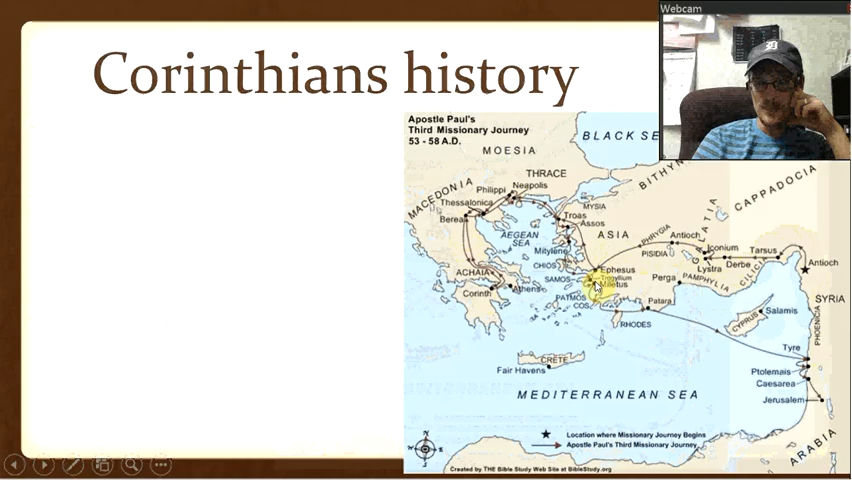 Webcam
D
Corinthians history
Apostle Paul's
Third Missionary Journey
53 - 58 A.D.
BLACK SE
MOESIA
THRACE
BITHYN
CAPPADOCIA
MACEDONIA
Philippi
Neapolis
Thessalonica
Berea
MYSIA
Troas
Assos
GALATIA
AEGEAN
SEA
ASIA
PHRYGIA
Antioch
Iconium
Tarsus
Mitylene
PISIDIA
Lystra
Derbe
CILICIA
Antioch
CHIOS
Ephesus
ACHAIA
SAMOS
Trogyllium
Miletus
Perga
PAMPHYLIA
Corinth
Athens
PATMOS
COS
Patara
SYRIA
RHODES
CYPRUS
Salamis
PHOENICIA
Tyre
CRETE
Fair Havens
Ptolemais
Caesarea
MEDITERRANEAN SEA
Jerusalem
Location where Missionary Journey Begins
Apostle Paul's Third Missionary Journey
ARABIA
Created by THE Bible Study Web Site at BibleStudy.org